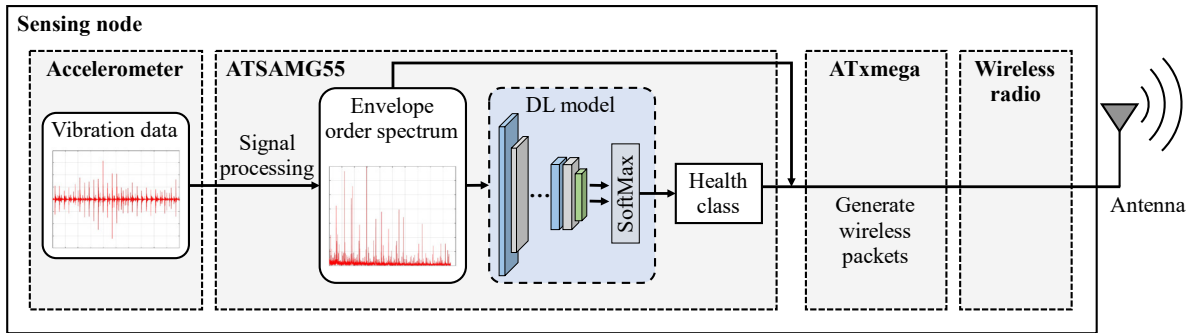 Sensing node
Accelerometer
Vibration data
ATSAMG55
Signal
processing
Envelope
order spectrum
DL model
...
SoftMax
Health
class
ATxmega
Generate
wireless
packets
Wireless
radio
Antenna